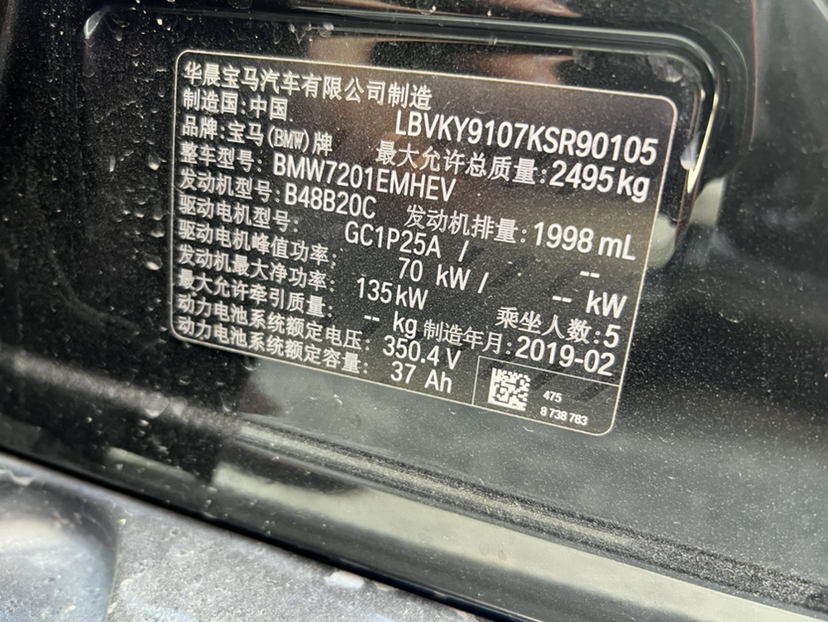 华晨宝马汽车有限公司制造
制造国:中国 LBVKY9107KSR90105
品牌:宝马(BMW)牌 最大允许总质量:2495kg
整车型号: BMW7201EMHEV
发动机型号: B48B20C 发动机排量:1998 mL
驱动电机型号: GC1P25A / --
驱动电机峰值功率: 70 kW / -- kW
发动机最大净功率: 135kW 乘坐人数:5
最大允许牵引质量: -- kg 制造年月:2019-02
动力电池系统额定电压: 350.4 V
动力电池系统额定容量: 37 Ah
475
8 738 783